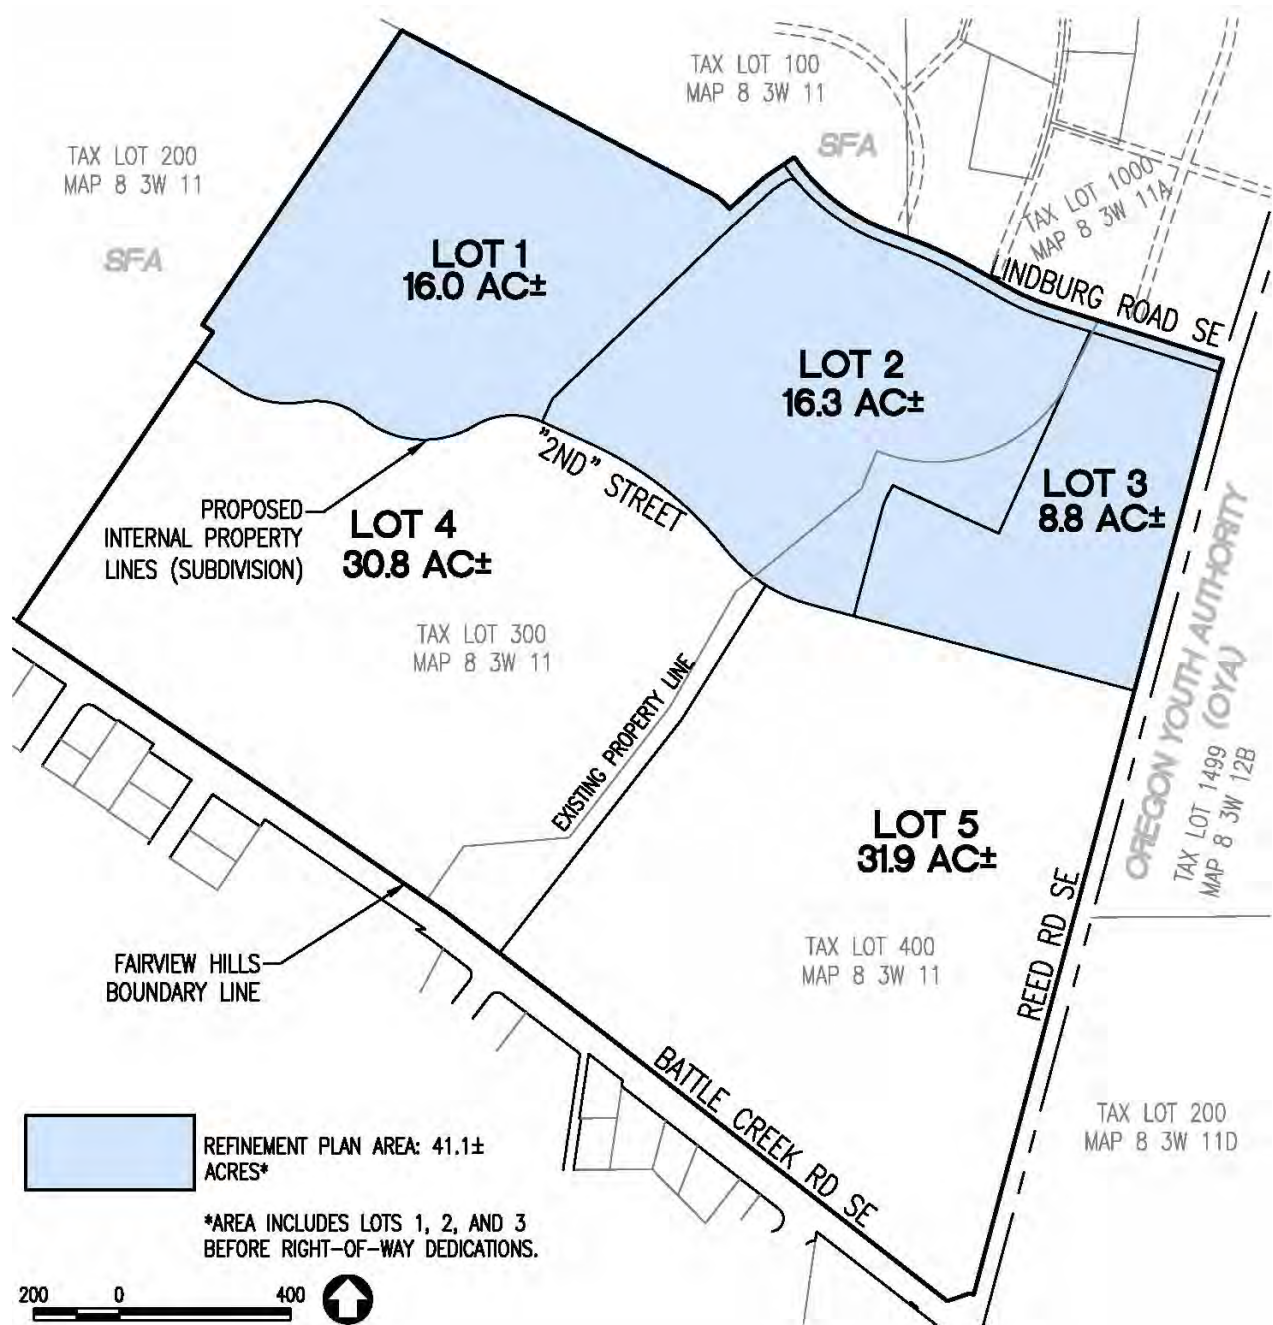 TAX LOT 100
MAP 8 3W 11
SFA
TAX LOT 200
MAP 8 3W 11
SFA
TAX LOT 1000
MAP 8 3W 11A
LINDBURG ROAD SE
LOT 1
16.0 AC±
LOT 2
16.3 AC±
LOT 3
8.8 AC±
"2ND" STREET
PROPOSED
INTERNAL PROPERTY
LINES (SUBDIVISION)
LOT 4
30.8 AC±
TAX LOT 300
MAP 8 3W 11
EXISTING PROPERTY LINE
OREGON YOUTH AUTHORITY
(OYA)
TAX LOT 1499
MAP 8 3W 12B
LOT 5
31.9 AC±
TAX LOT 400
MAP 8 3W 11
REED RD SE
FAIRVIEW HILLS
BOUNDARY LINE
BATTLE CREEK RD SE
TAX LOT 200
MAP 8 3W 11D
REFINEMENT PLAN AREA: 41.1±
ACRES*
*AREA INCLUDES LOTS 1, 2, AND 3
BEFORE RIGHT-OF-WAY DEDICATIONS.
200 0 400